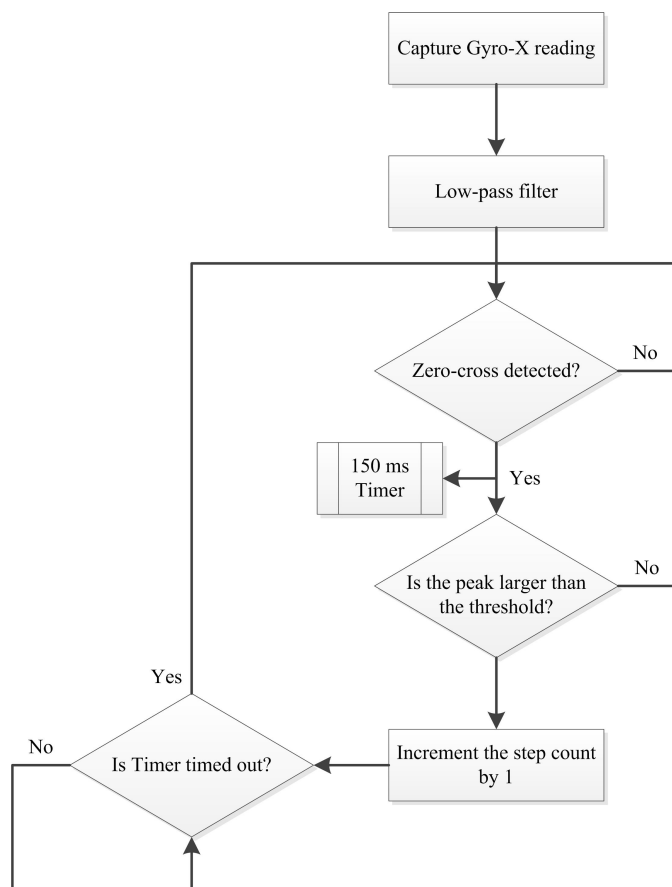 Capture Gyro-X reading
Low-pass filter
Zero-cross detected?
No
150 ms
Timer
Yes
Is the peak larger than
the threshold?
No
Yes
Is Timer timed out?
No
Increment the step count
by 1